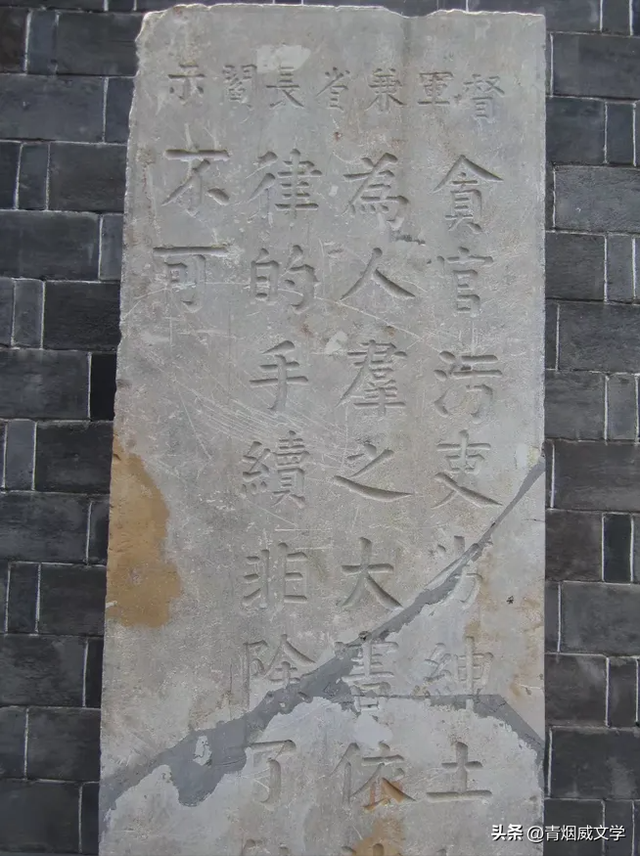 督軍兼省長閻示
貪官污吏劣紳土
為人羣之大害依
律的手續非除了
不可
头条 @青烟威文学